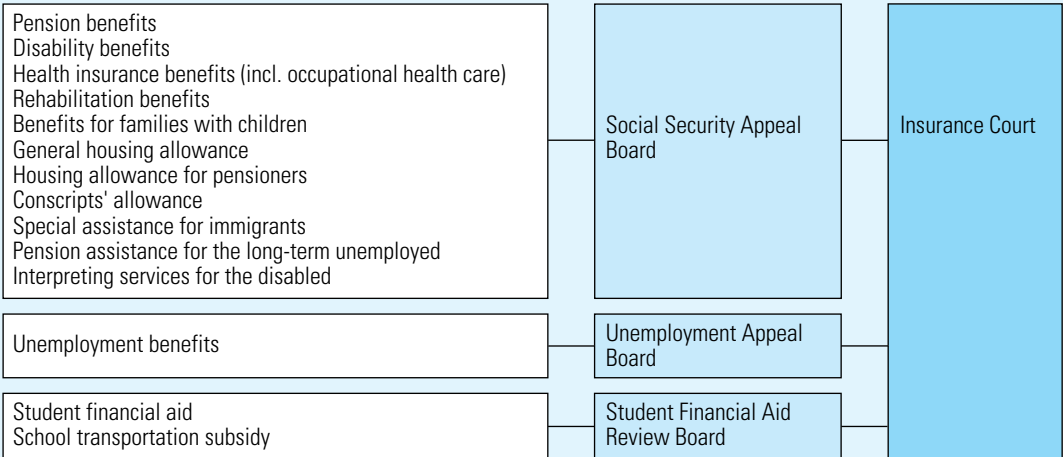 Pension benefits
Disability benefits
Health insurance benefits (incl. occupational health care)
Rehabilitation benefits
Benefits for families with children
General housing allowance
Housing allowance for pensioners
Conscripts' allowance
Special assistance for immigrants
Pension assistance for the long-term unemployed
Interpreting services for the disabled
Social Security Appeal
Board
Insurance Court
Unemployment benefits
Unemployment Appeal
Board
Student financial aid
School transportation subsidy
Student Financial Aid
Review Board